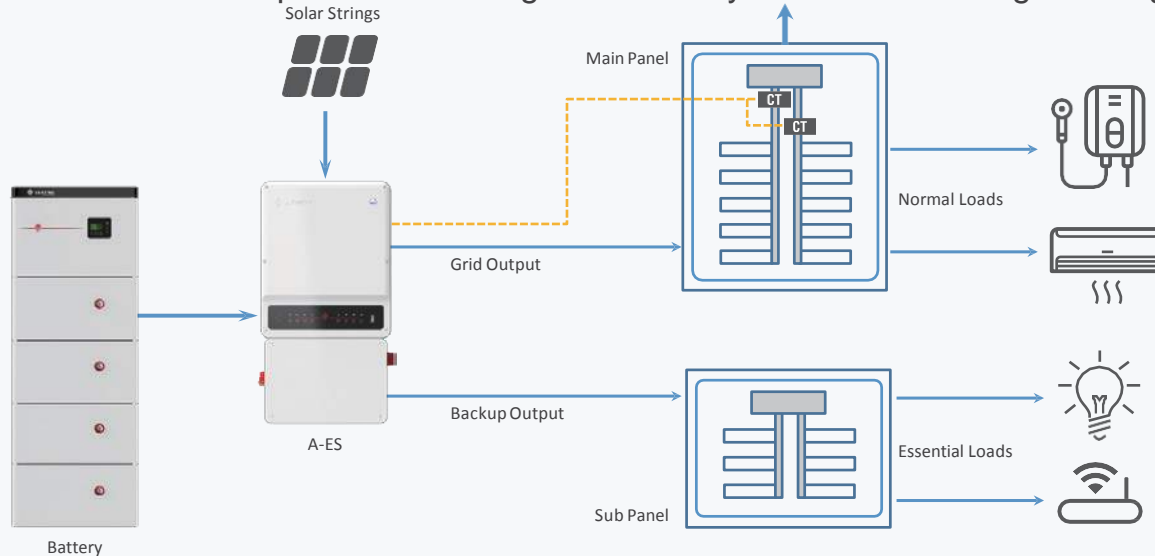 Solar Strings
Main Panel
CT
CT
Normal Loads
Grid Output
Backup Output
A-ES
Essential Loads
Sub Panel
Battery